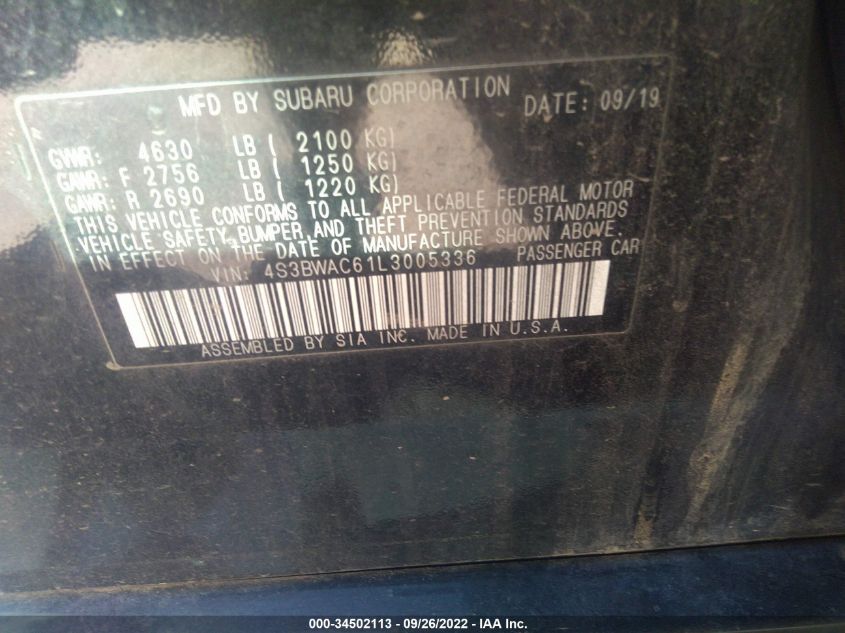 MFD BY SUBARU CORPORATION DATE: 09/19
GVWR: 4630 LB ( 2100 KG)
GAWR: F 2756 LB ( 1250 KG)
GAWR: R 2690 LB ( 1220 KG)
THIS VEHICLE CONFORMS TO ALL APPLICABLE FEDERAL MOTOR
VEHICLE SAFETY, BUMPER, AND THEFT PREVENTION STANDARDS
IN EFFECT ON THE DATE OF MANUFACTURE SHOWN ABOVE.
VIN: 4S3BWAC61L3005336 PASSENGER CAR
ASSEMBLED BY SIA INC. MADE IN U.S.A.
000-34502113 - 09/26/2022 - IAA Inc.